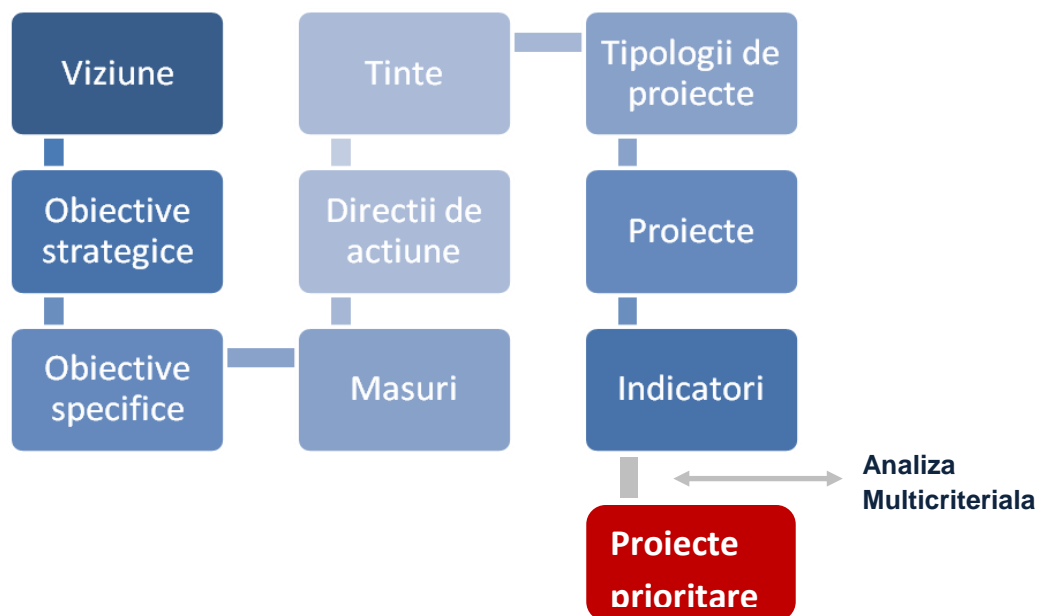 Viziune
Obiective
strategice
Obiective
specifice
Masuri
Directii de
actiune
Tinte
Tipologii de
proiecte
Proiecte
Indicatori
Analiza
Multicriteriala
Proiecte
prioritare